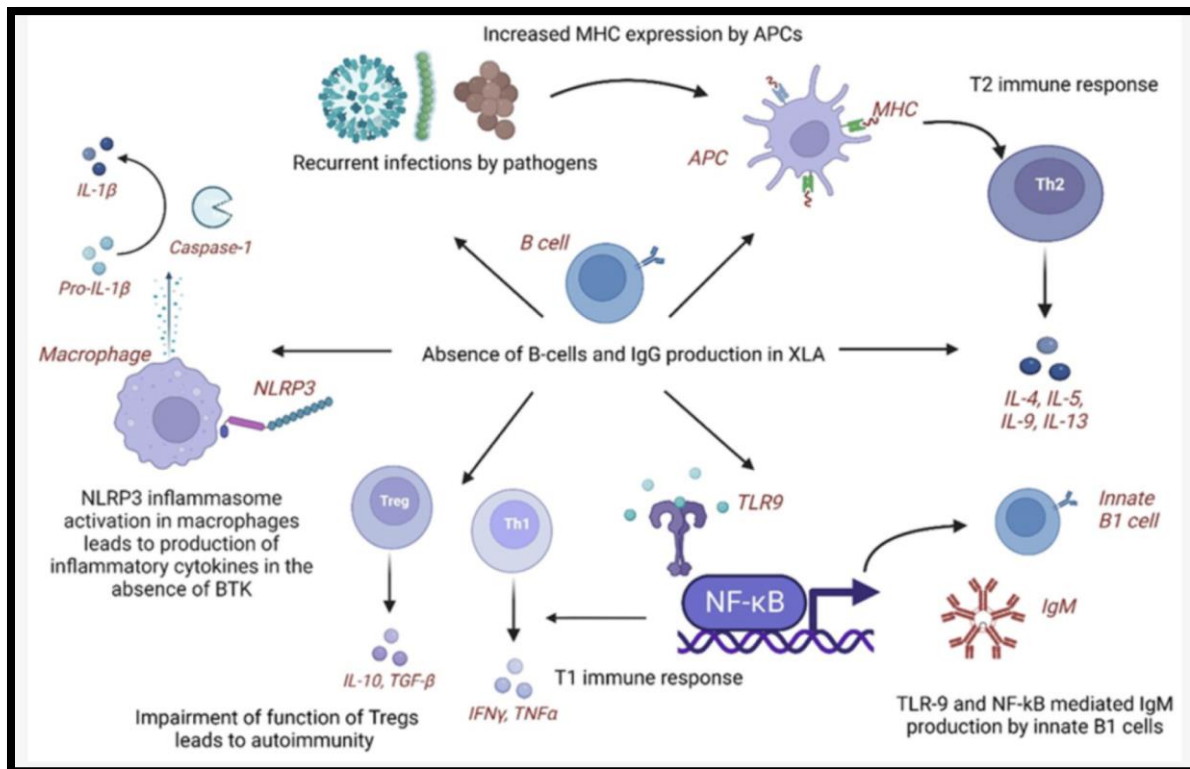 Increased MHC expression by APCs
T2 immune response
MHC
APC
Th2
Recurrent infections by pathogens
IL-1β
Caspase-1
Pro-IL-1β
B cell
Macrophage
NLRP3
Absence of B-cells and IgG production in XLA
IL-4, IL-5,
IL-9, IL-13
NLRP3 inflammasome
activation in macrophages
leads to production of
inflammatory cytokines in the
absence of BTK
Treg
Th1
TLR9
Innate
B1 cell
NF-κB
IgM
IL-10, TGF-β
IFNγ, TNFα
T1 immune response
Impairment of function of Tregs
leads to autoimmunity
TLR-9 and NF-kB mediated IgM
production by innate B1 cells